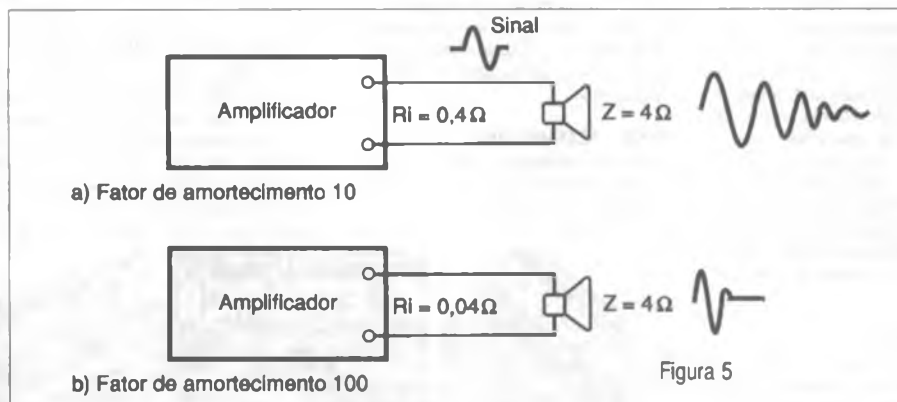 Sinal
Amplificador
Ri = 0,4Ω
Z = 4Ω
a) Fator de amortecimento 10
Amplificador
Ri = 0,04Ω
Z = 4Ω
b) Fator de amortecimento 100
Figura 5